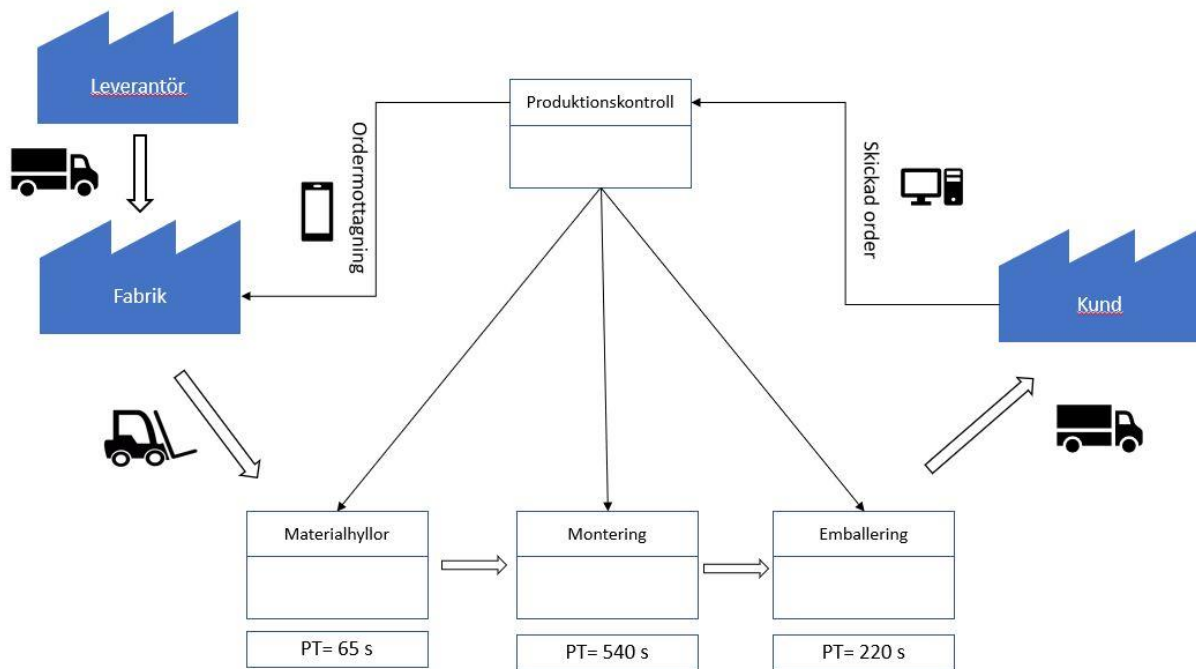 Leverantör
Produktionskontroll
Ordermottagning
Skickad order
Fabrik
Kund
Materialhyllor
Montering
Emballering
PT= 65 s
PT= 540 s
PT= 220 s